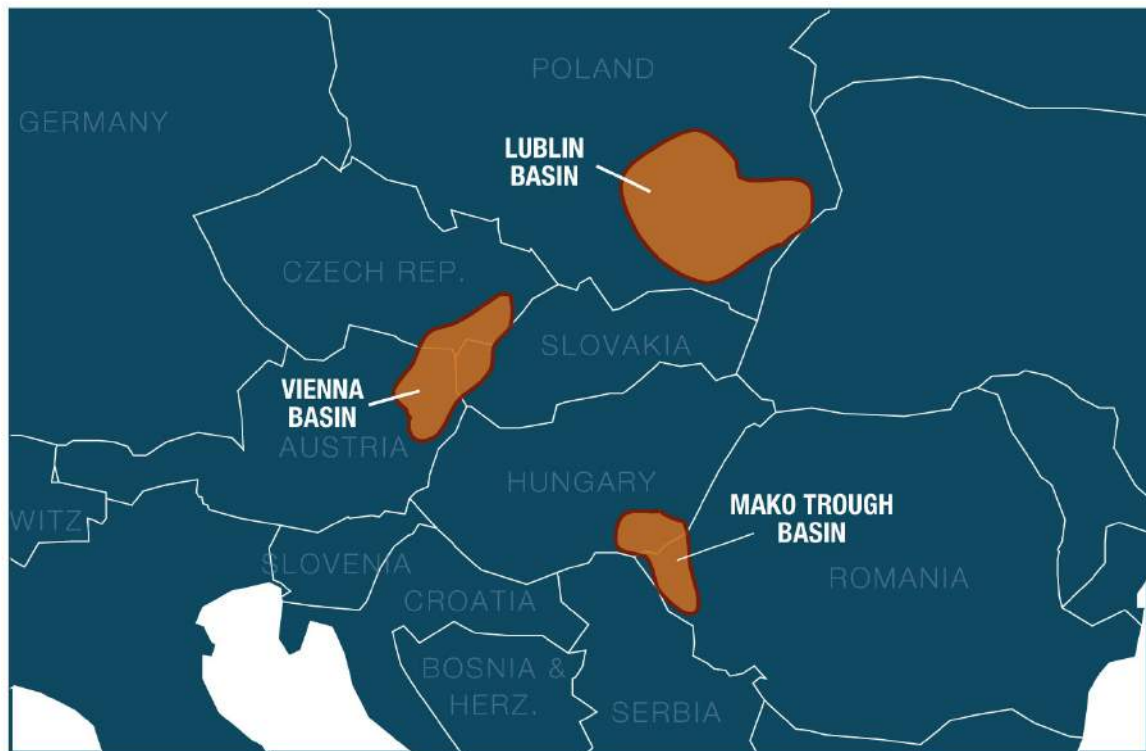 POLAND
GERMANY
LUBLIN
BASIN
CZECH REP.
SLOVAKIA
VIENNA
BASIN
AUSTRIA
HUNGARY
MAKO TROUGH
BASIN
WITZ
SLOVENIA
ROMANIA
CROATIA
BOSNIA &
HERZ.
SERBIA